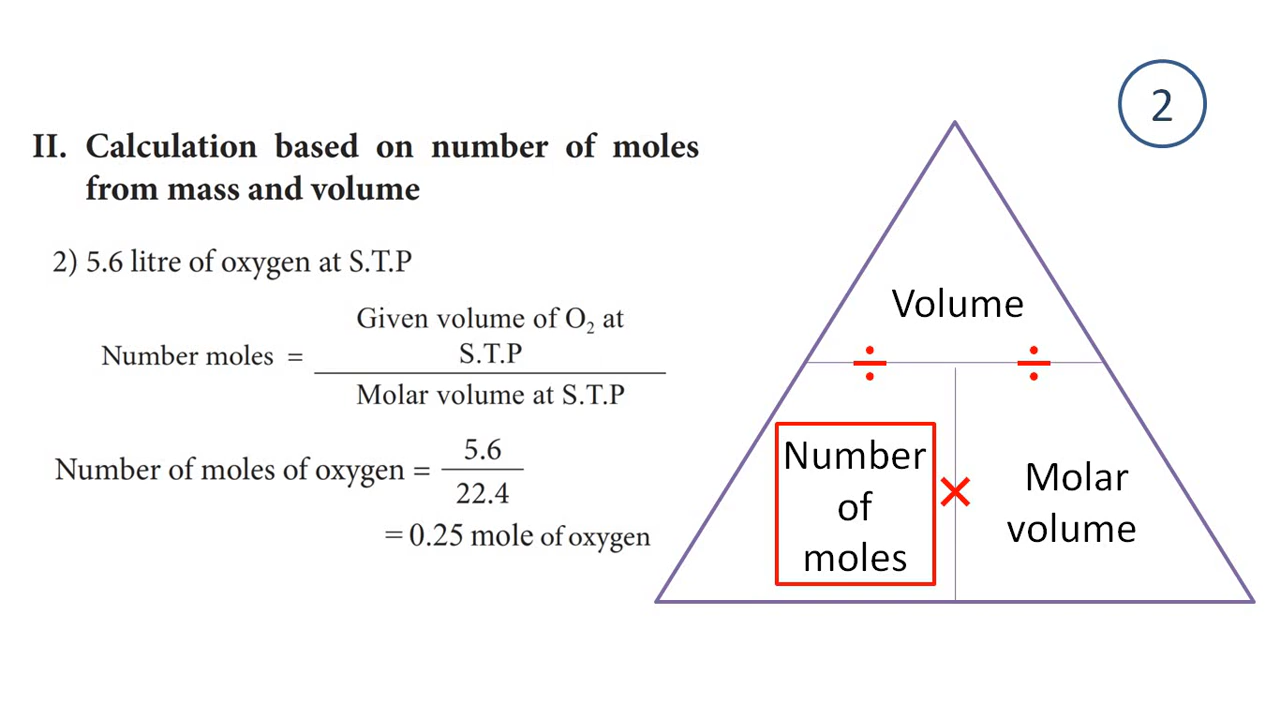 2
II. Calculation based on number of moles
from mass and volume
2) 5.6 litre of oxygen at S.T.P
Number moles =
Given volume of O₂ at
S.T.P
Molar volume at S.T.P
Number of moles of oxygen =
5.6
22.4
= 0.25 mole of oxygen
Volume
÷ ÷
Number
of
moles
×
Molar
volume